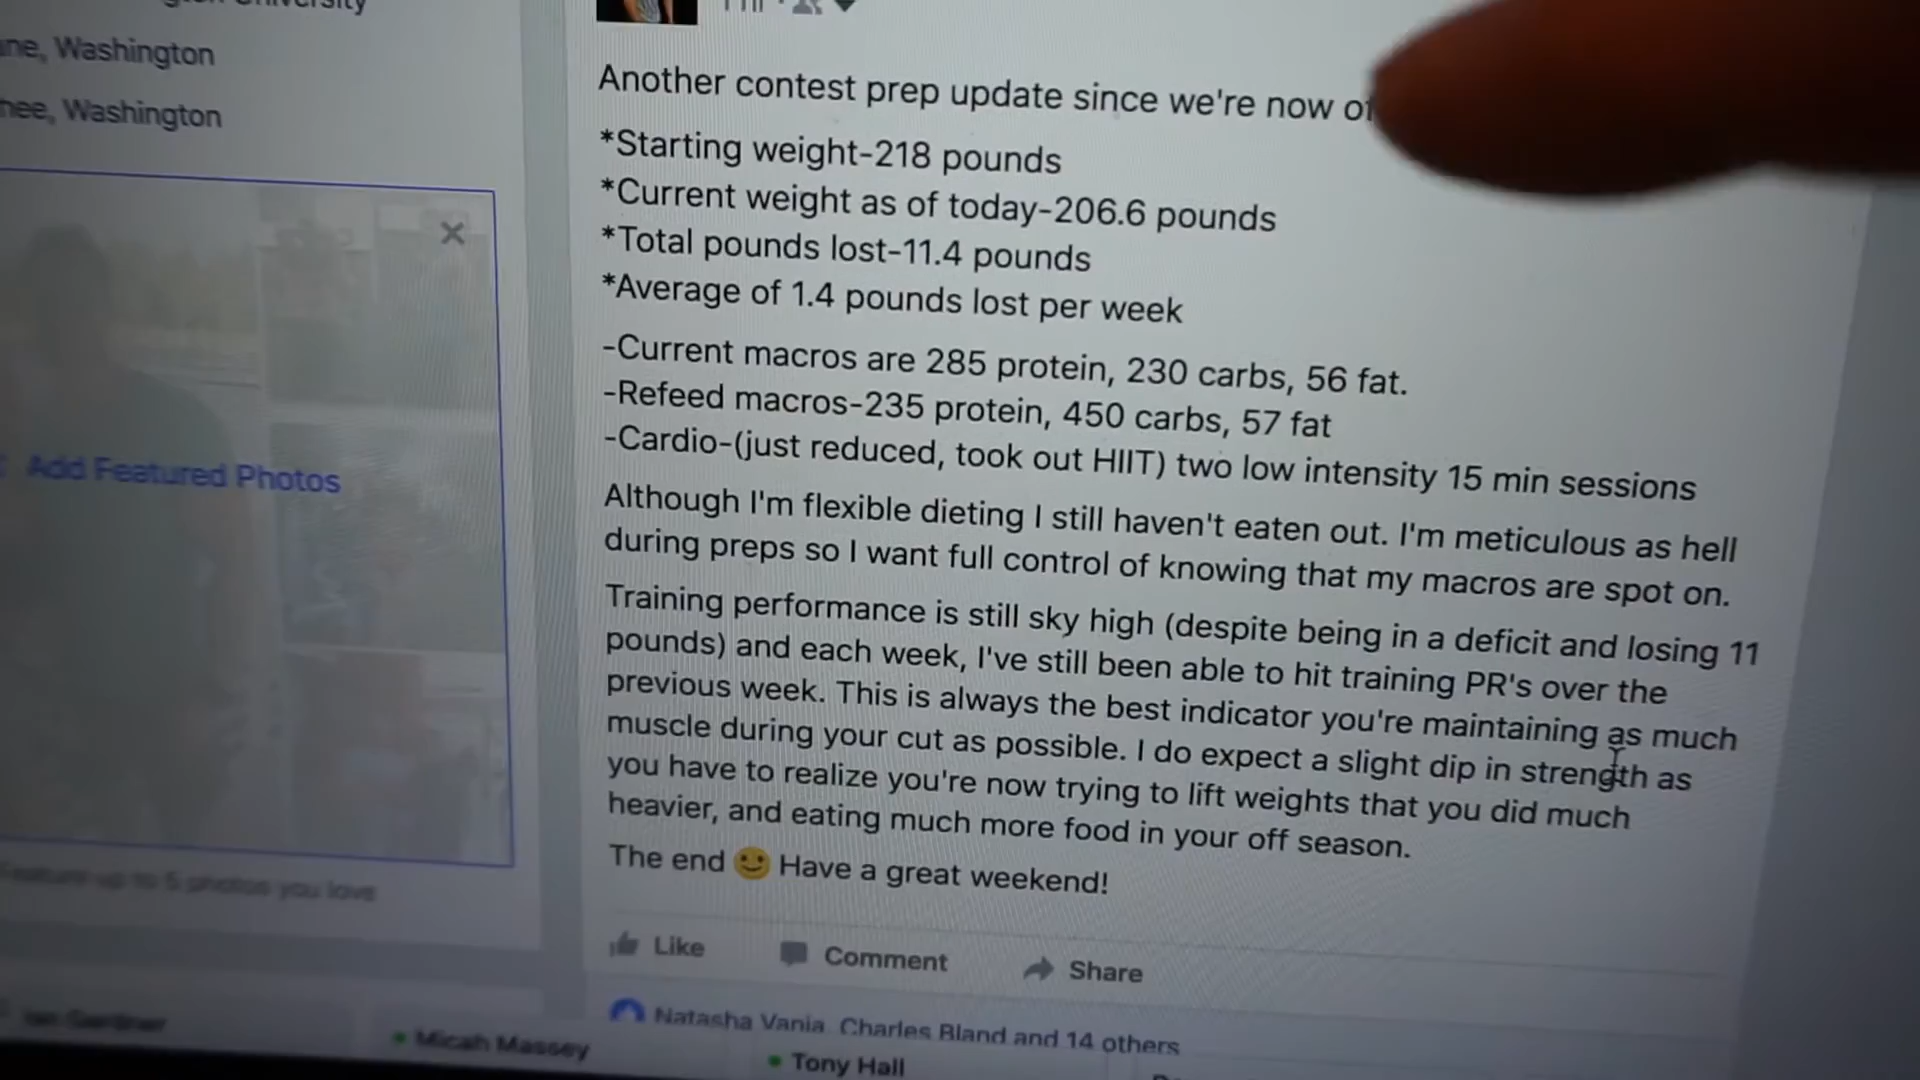 Washington
Washington
Add Featured Photos
Feature up to 5 photos you love
Another contest prep update since we're now
*Starting weight-218 pounds
*Current weight as of today-206.6 pounds
*Total pounds lost-11.4 pounds
*Average of 1.4 pounds lost per week
-Current macros are 285 protein, 230 carbs, 56 fat.
-Refeed macros-235 protein, 450 carbs, 57 fat
-Cardio-(just reduced, took out HIIT) two low intensity 15 min sessions
Although I'm flexible dieting I still haven't eaten out. I'm meticulous as hell
during preps so I want full control of knowing that my macros are spot on.
Training performance is still sky high (despite being in a deficit and losing 11
pounds) and each week, I've still been able to hit training PR's over the
previous week. This is always the best indicator you're maintaining as much
muscle during your cut as possible. I do expect a slight dip in strength as
you have to realize you're now trying to lift weights that you did much
heavier, and eating much more food in your off season.
The end 🙂 Have a great weekend!
Like Comment Share
Natasha Vania, Charles Bland and 14 others
Micah Massey
Tony Hall